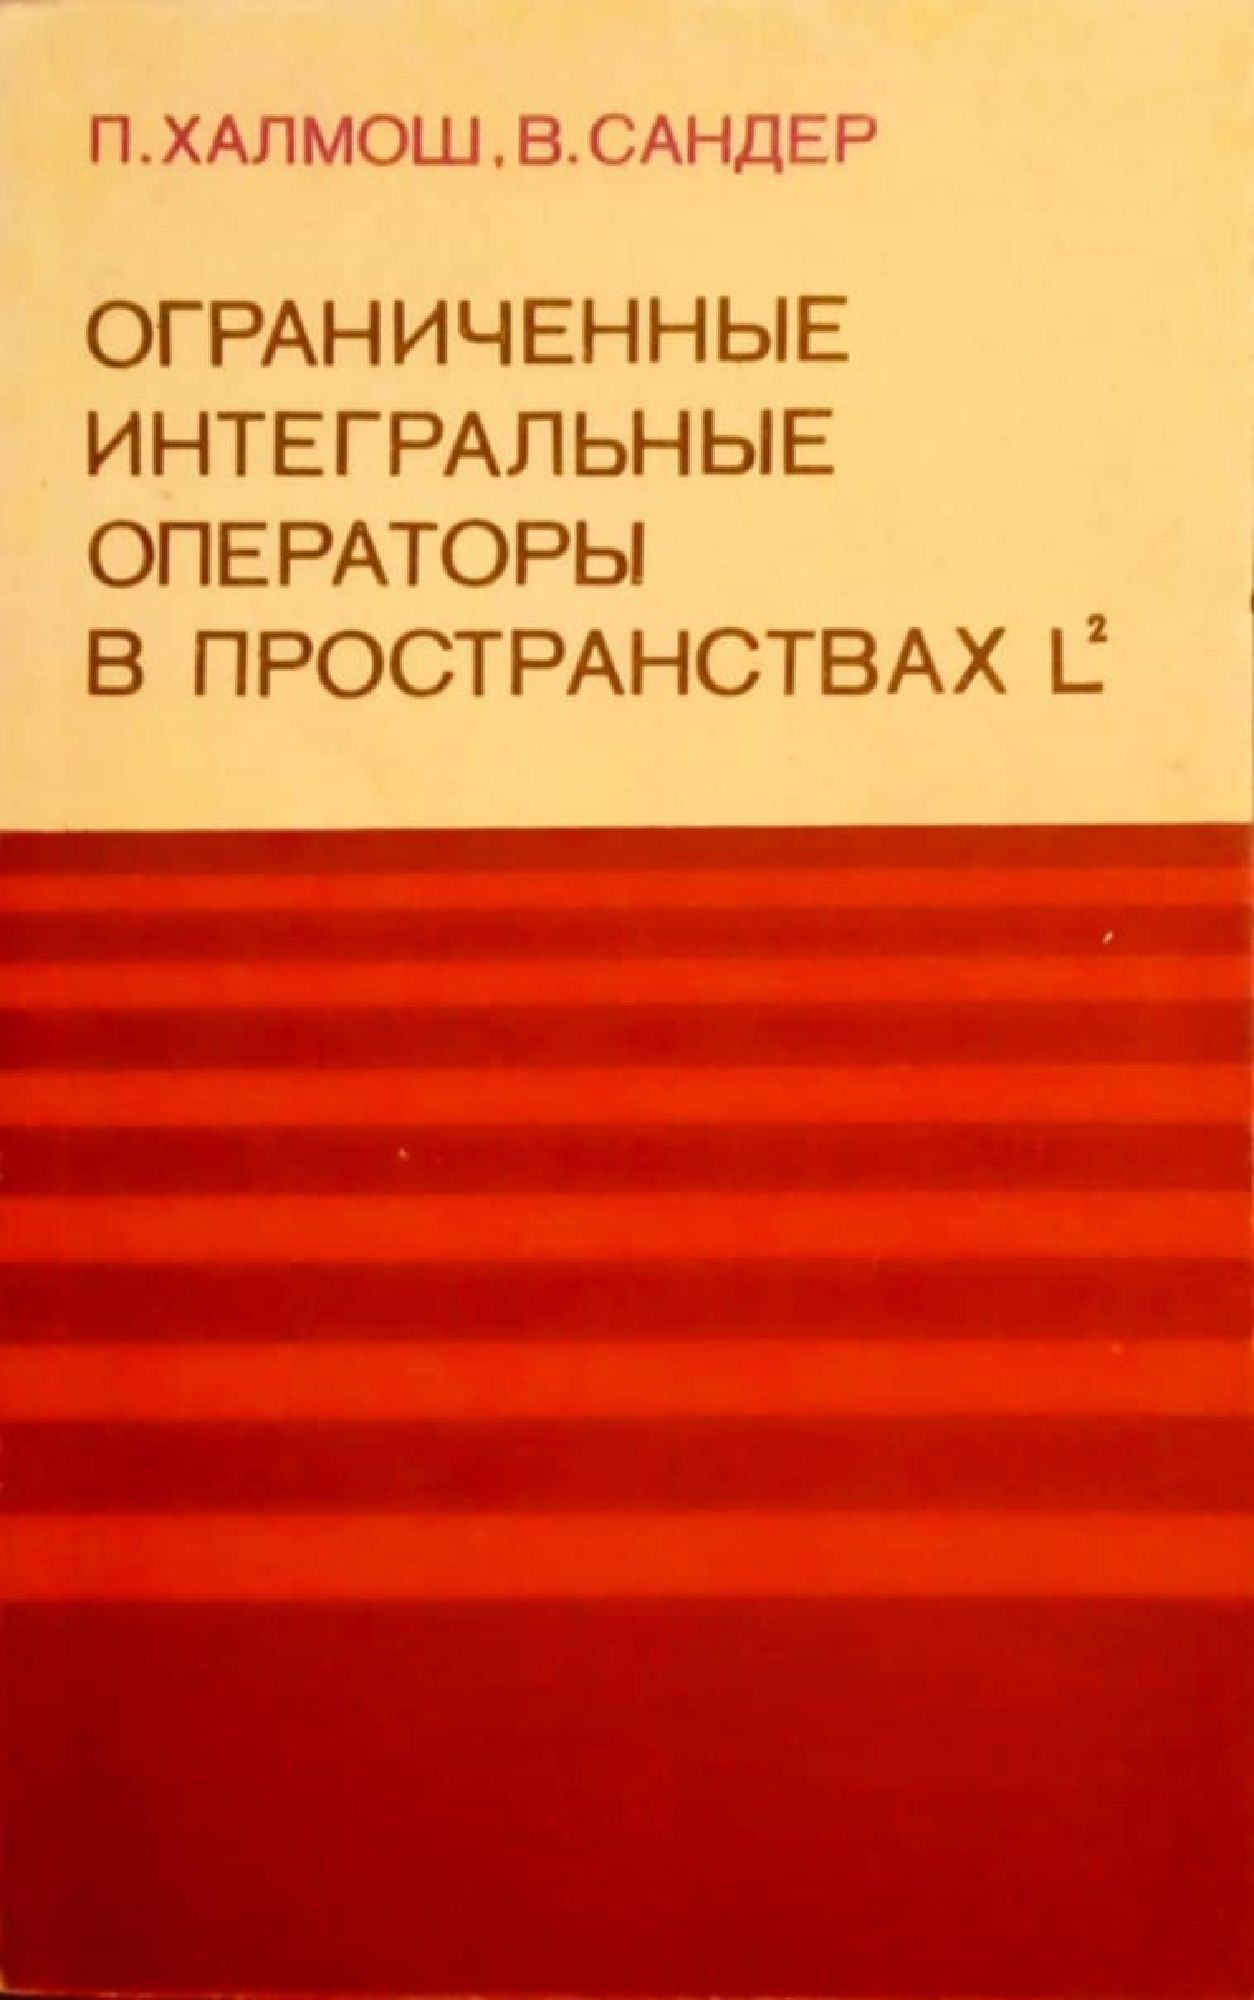 П.ХАЛМОШ, В.САНДЕР
ОГРАНИЧЕННЫЕ
ИНТЕГРАЛЬНЫЕ
ОПЕРАТОРЫ
В ПРОСТРАНСТВАХ L²